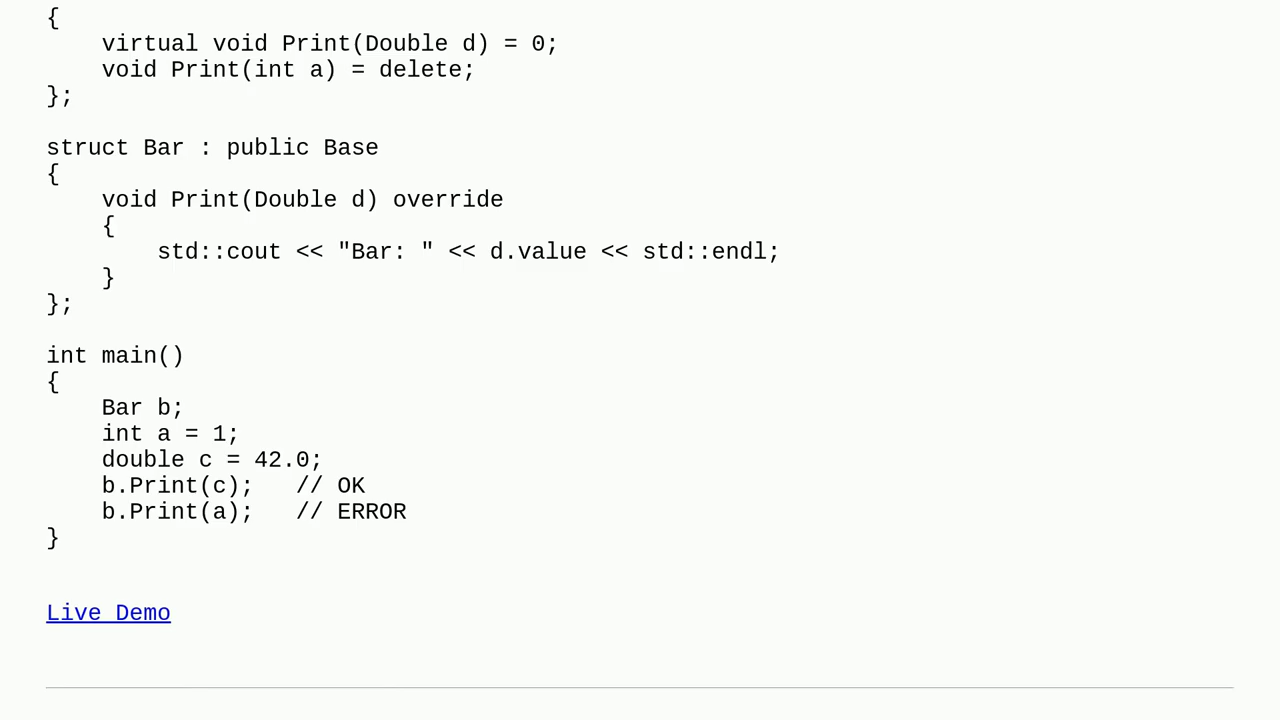 {
    virtual void Print(Double d) = 0;
    void Print(int a) = delete;
};

struct Bar : public Base
{
    void Print(Double d) override
    {
        std::cout << "Bar: " << d.value << std::endl;
    }
};

int main()
{
    Bar b;
    int a = 1;
    double c = 42.0;
    b.Print(c);   // OK
    b.Print(a);   // ERROR
}

Live Demo